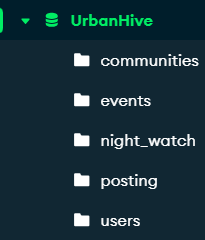 UrbanHive
communities
events
night_watch
posting
users